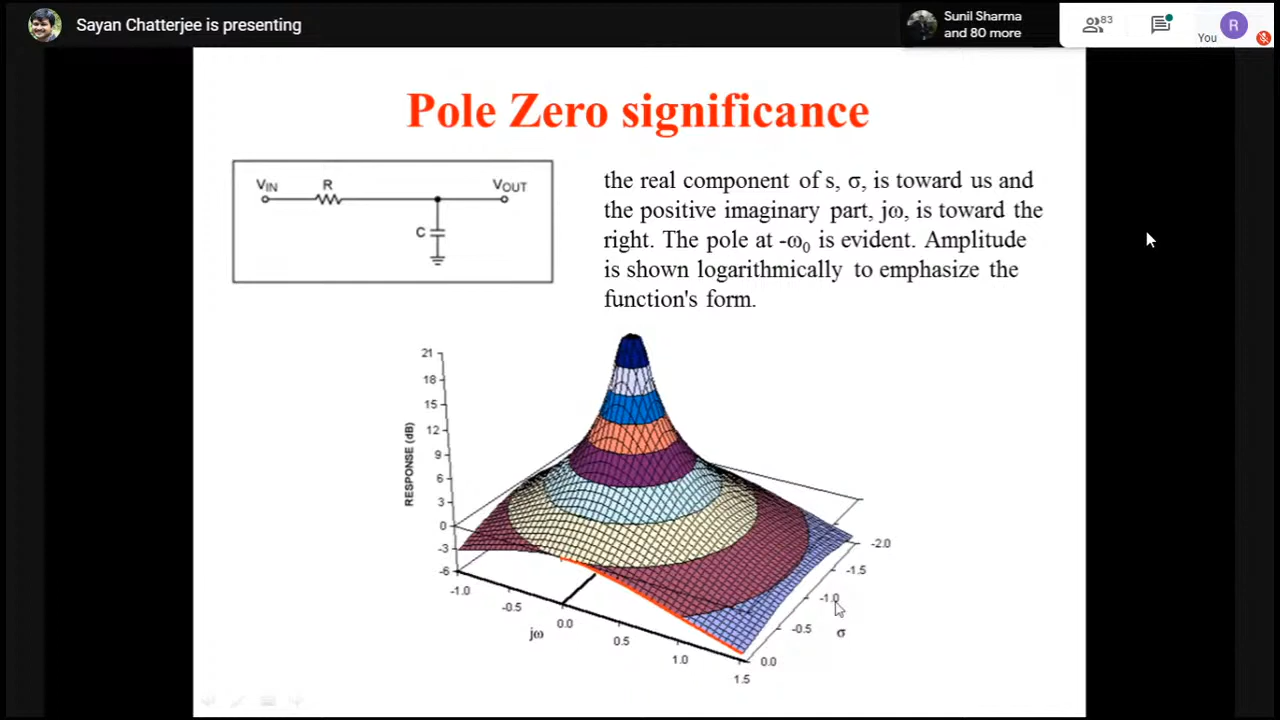 Sayan Chatterjee is presenting
Sunil Sharma
and 80 more
83
You
R
Pole Zero significance
VIN
R
VOUT
C
the real component of s, σ, is toward us and
the positive imaginary part, jω, is toward the
right. The pole at -ω0 is evident. Amplitude
is shown logarithmically to emphasize the
function's form.
RESPONSE (dB)
21
18
15
12
9
6
3
0
-3
-6
-1.0
-0.5
0.0
0.5
1.0
1.5
jω
0.0
-0.5
-1.0
-1.5
-2.0
σ